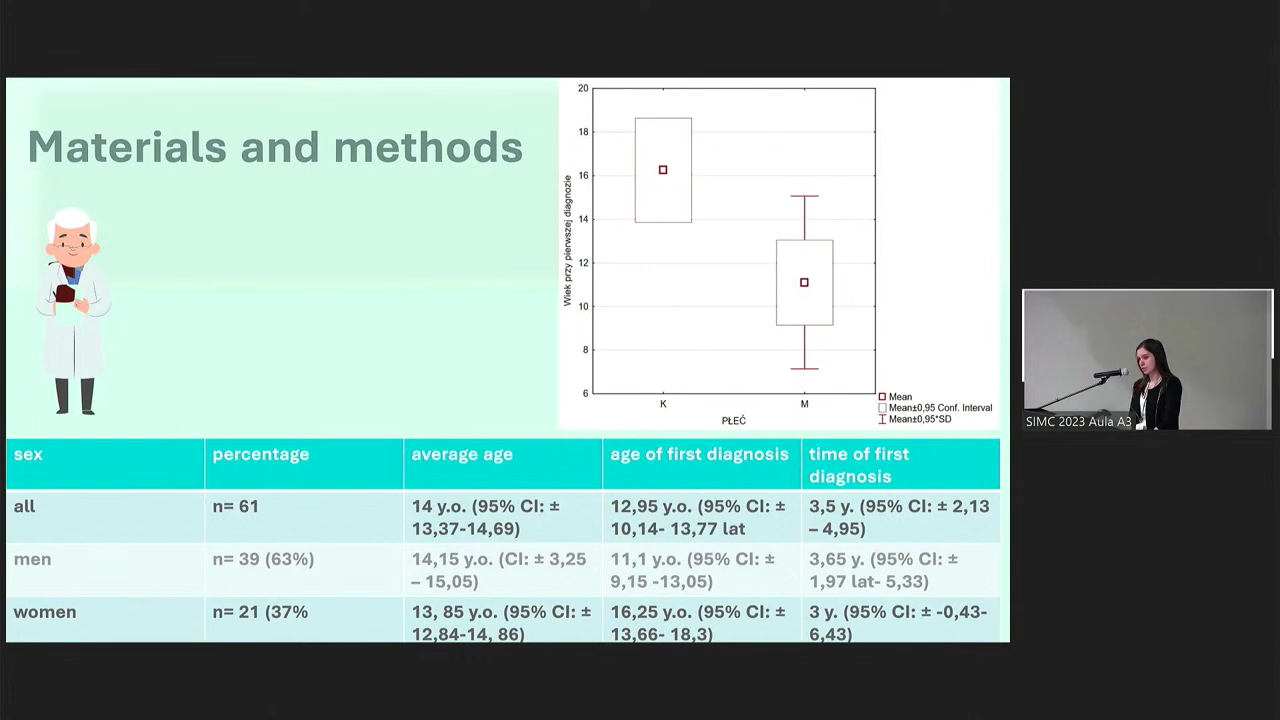 Materials and methods
20
18
16
14
12
10
8
6
Wiek przy pierwszej diagnozie
K
M
PŁEĆ
Mean
Mean±0,95 Conf. Interval
Mean±0,95*SD
SIMC 2023 Aula A3
sex
percentage
average age
age of first diagnosis
time of first
diagnosis
all
n= 61
14 y.o. (95% CI: ±
13,37-14,69)
12,95 y.o. (95% CI: ±
10,14- 13,77 lat
3,5 y. (95% CI: ± 2,13
– 4,95)
men
n= 39 (63%)
14,15 y.o. (CI: ± 3,25
– 15,05)
11,1 y.o. (95% CI: ±
9,15 -13,05)
3,65 y. (95% CI: ±
1,97 lat- 5,33)
women
n= 21 (37%
13, 85 y.o. (95% CI: ±
12,84-14, 86)
16,25 y.o. (95% CI: ±
13,66- 18,3)
3 y. (95% CI: ± -0,43-
6,43)